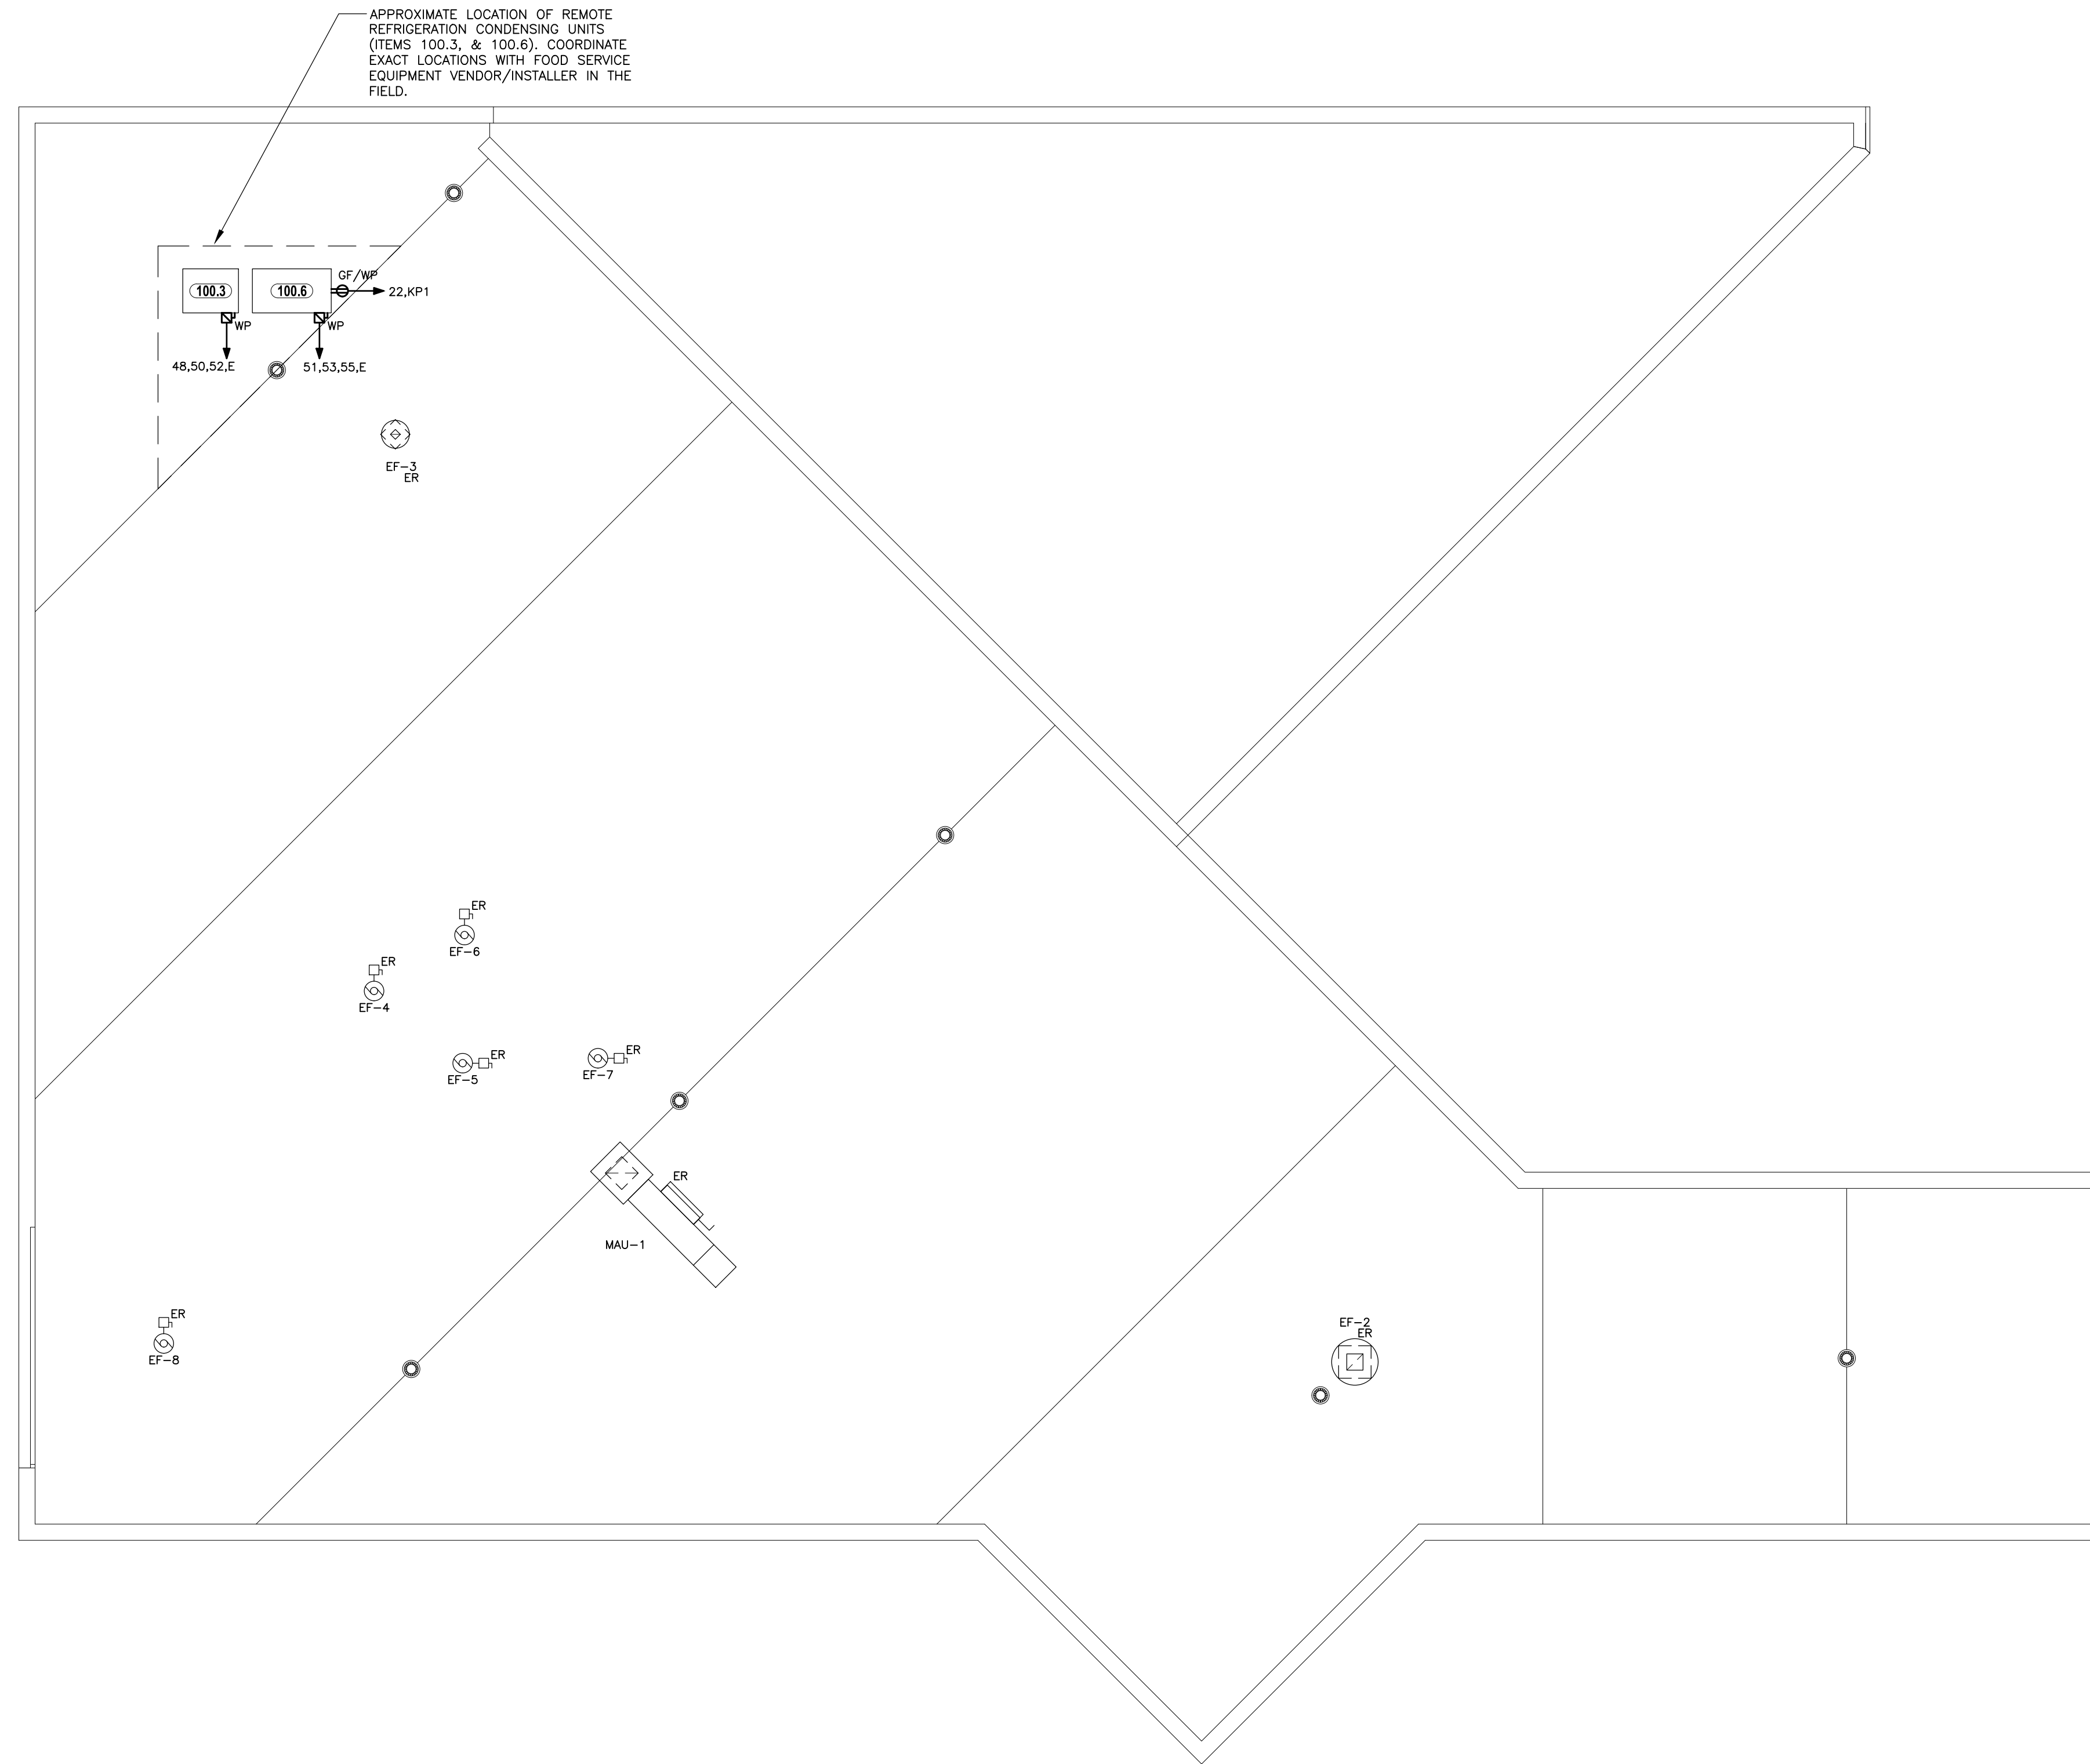 APPROXIMATE LOCATION OF REMOTE
REFRIGERATION CONDENSING UNITS
(ITEMS 100.3, & 100.6). COORDINATE
EXACT LOCATIONS WITH FOOD SERVICE
EQUIPMENT VENDOR/INSTALLER IN THE
FIELD.
GF/WP
100.3
100.6
22,KP1
WP
WP
48,50,52,E
51,53,55,E
EF-3
ER
ER
EF-6
ER
EF-4
ER
EF-5
ER
EF-7
ER
MAU-1
ER
EF-8
EF-2
ER